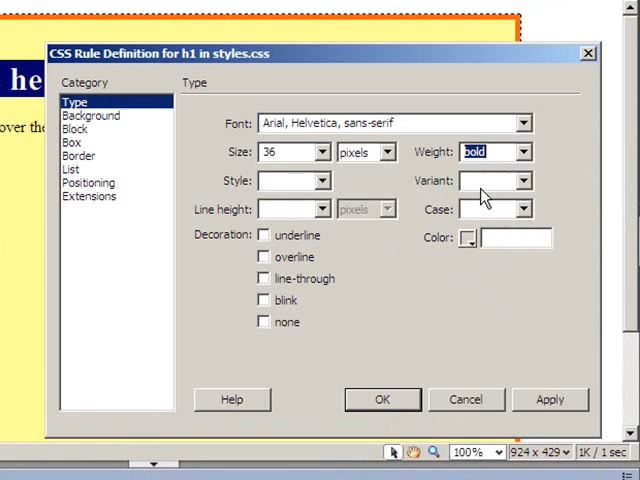 CSS Rule Definition for h1 in styles.css
Category
Type
he
over the
Type
Background
Block
Box
Border
List
Positioning
Extensions
Font: Arial, Helvetica, sans-serif
Size: 36 pixels Weight: bold
Style: Variant:
Line height: pixels Case:
Decoration: underline Color:
overline
line-through
blink
none
Help OK Cancel Apply
100% 924 x 429 1K / 1 sec